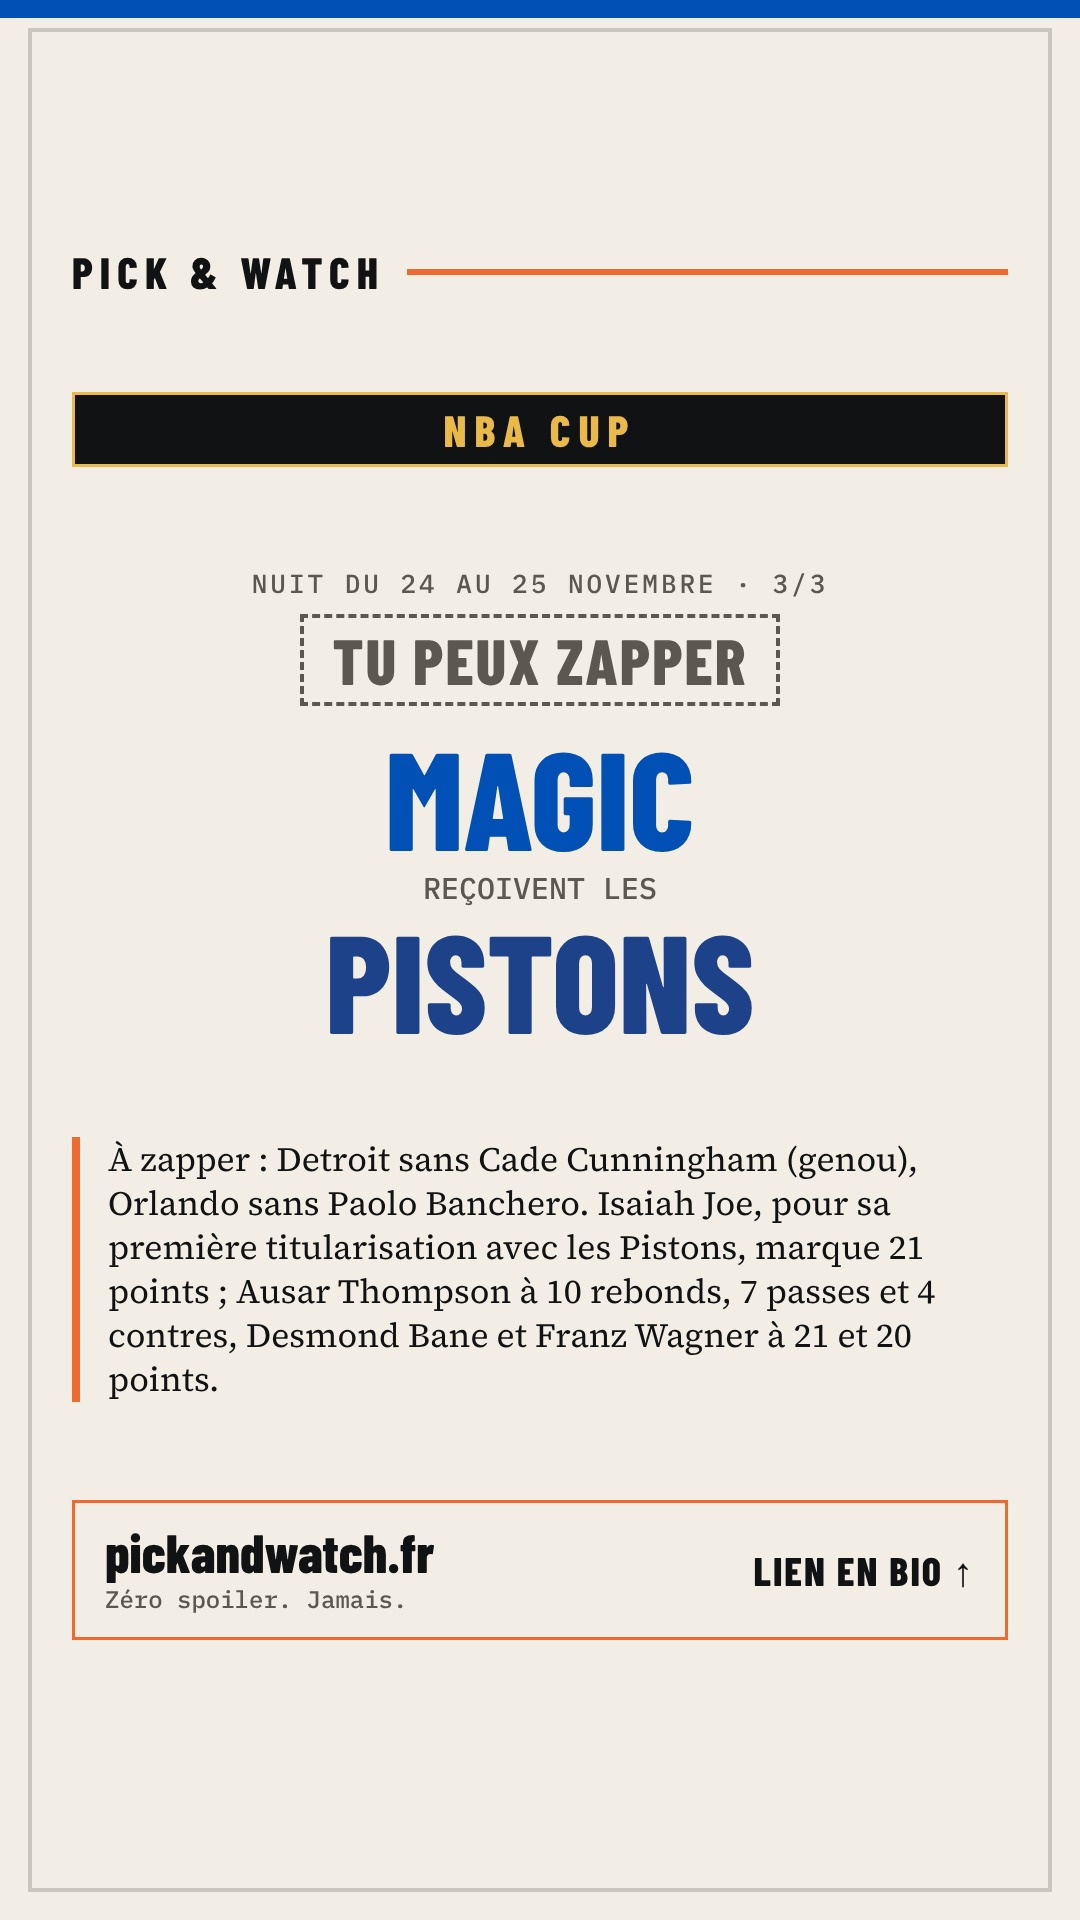 PICK & WATCH
NBA CUP
NUIT DU 24 AU 25 NOVEMBRE · 3/3
TU PEUX ZAPPER
MAGIC
REÇOIVENT LES
PISTONS
À zapper : Detroit sans Cade Cunningham (genou),
Orlando sans Paolo Banchero. Isaiah Joe, pour sa
première titularisation avec les Pistons, marque 21
points ; Ausar Thompson à 10 rebonds, 7 passes et 4
contres, Desmond Bane et Franz Wagner à 21 et 20
points.
pickandwatch.fr
Zéro spoiler. Jamais.
LIEN EN BIO ↑